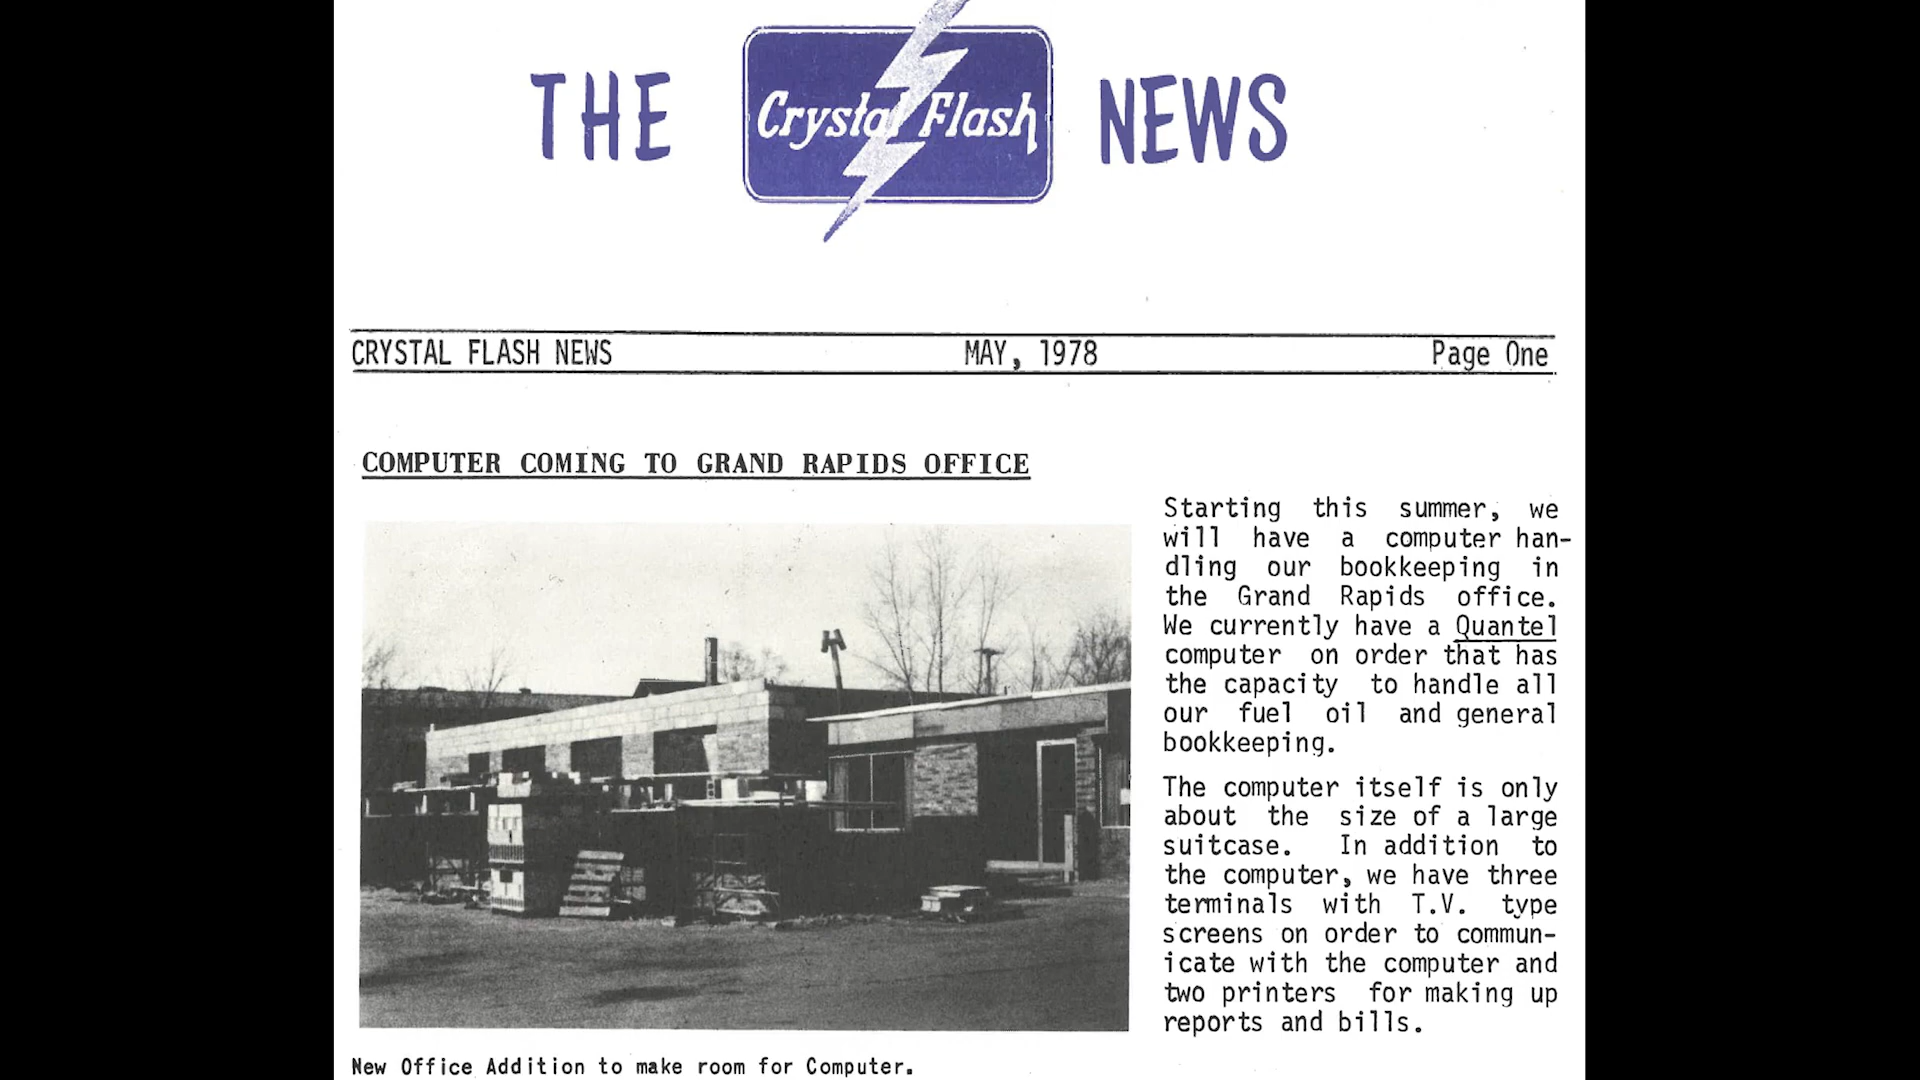 THE Crystal Flash NEWS
CRYSTAL FLASH NEWS MAY, 1978 Page One
COMPUTER COMING TO GRAND RAPIDS OFFICE
Starting this summer, we
will have a computer han-
dling our bookkeeping in
the Grand Rapids office.
We currently have a Quantel
computer on order that has
the capacity to handle all
our fuel oil and general
bookkeeping.
The computer itself is only
about the size of a large
suitcase. In addition to
the computer, we have three
terminals with T.V. type
screens on order to commun-
icate with the computer and
two printers for making up
reports and bills.
New Office Addition to make room for Computer.